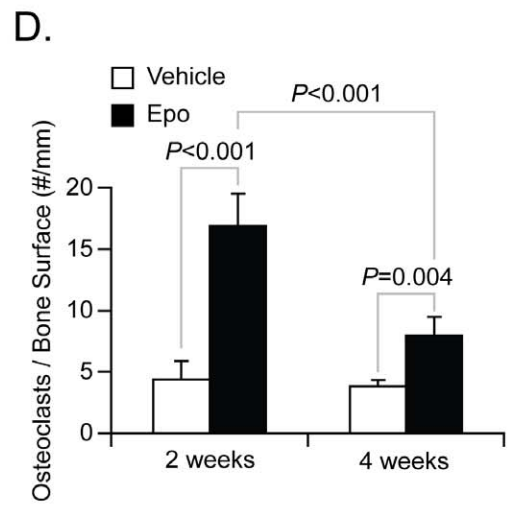 D.
Vehicle
Epo
P<0.001
P<0.001
P=0.004
Osteoclasts / Bone Surface (#/mm)
20
15
10
5
0
2 weeks
4 weeks